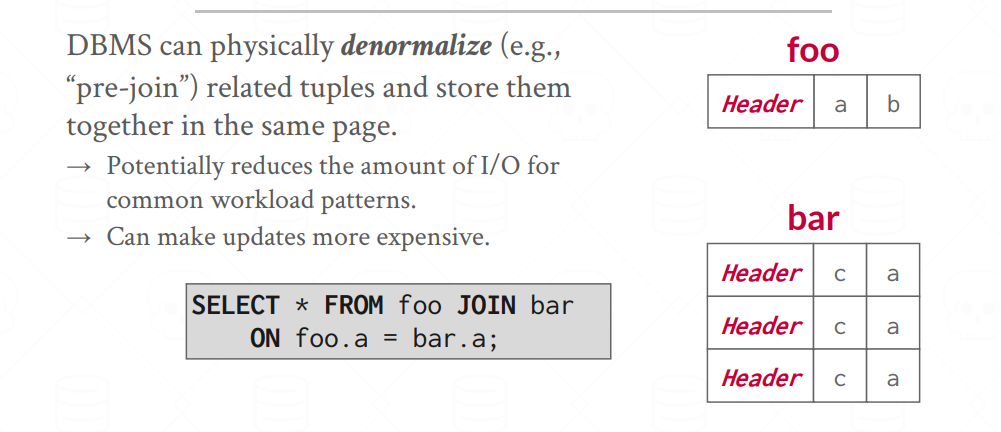 DBMS can physically denormalize (e.g.,
“pre-join”) related tuples and store them
together in the same page.
→ Potentially reduces the amount of I/O for
common workload patterns.
→ Can make updates more expensive.
SELECT * FROM foo JOIN bar
ON foo.a = bar.a;
foo
Header a b
bar
Header c a
Header c a
Header c a